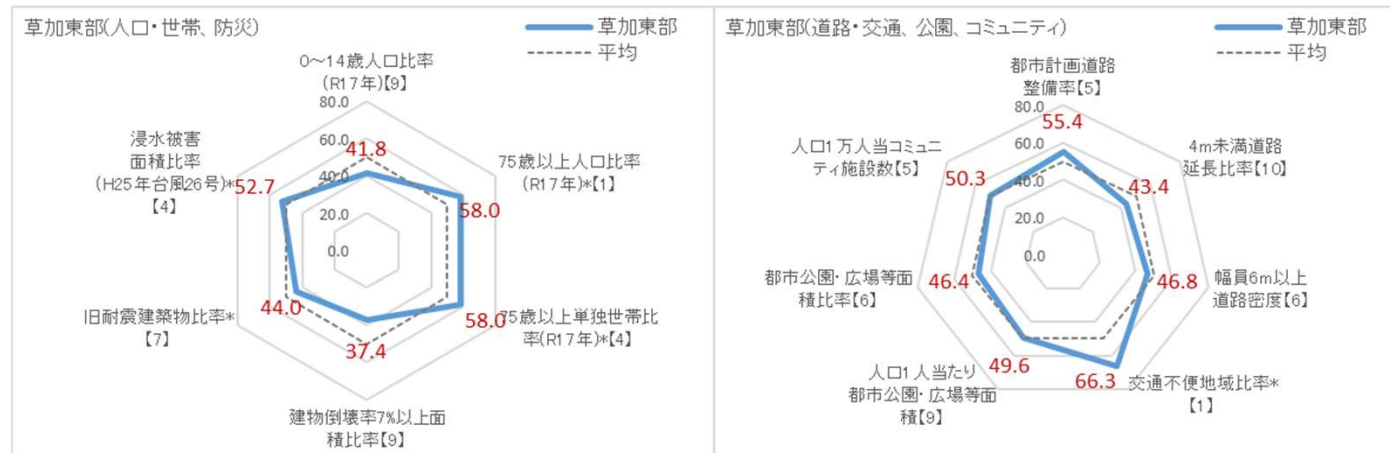 草加東部(人口・世帯、防災)
草加東部
平均
0～14歳人口比率
(R17年)【9】
80.0
60.0
40.0
20.0
0.0
41.8
75歳以上人口比率
(R17年)*【1】
58.0
75歳以上単独世帯比
率(R17年)*【4】
58.0
建物倒壊率7%以上面
積比率【9】
37.4
旧耐震建築物比率*
【7】
44.0
浸水被害
面積比率
(H25年台風26号)*
【4】
52.7
草加東部(道路・交通、公園、コミュニティ)
草加東部
平均
都市計画道路
整備率【5】
80.0
60.0
40.0
20.0
0.0
55.4
4m未満道路
延長比率【10】
43.4
幅員6m以上
道路密度【6】
46.8
交通不便地域比率*
【1】
66.3
人口1人当たり
都市公園・広場等面
積【9】
49.6
都市公園・広場等面
積比率【6】
46.4
人口1万人当コミュニ
ティ施設数【5】
50.3